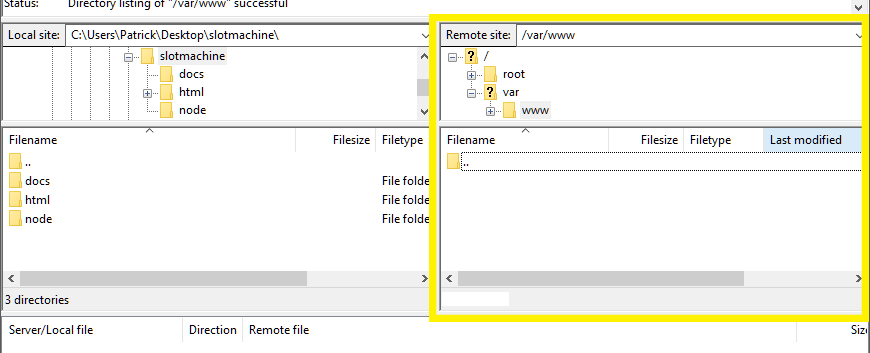 Status: Directory listing of "/var/www" successful
Local site: C:\Users\Patrick\Desktop\slotmachine\
slotmachine
docs
html
node
Filename Filesize Filetype
..
docs File folde
html File folde
node File folde
3 directories
Remote site: /var/www
? /
root
? var
www
Filename Filesize Filetype Last modified
..
Server/Local file Direction Remote file Size